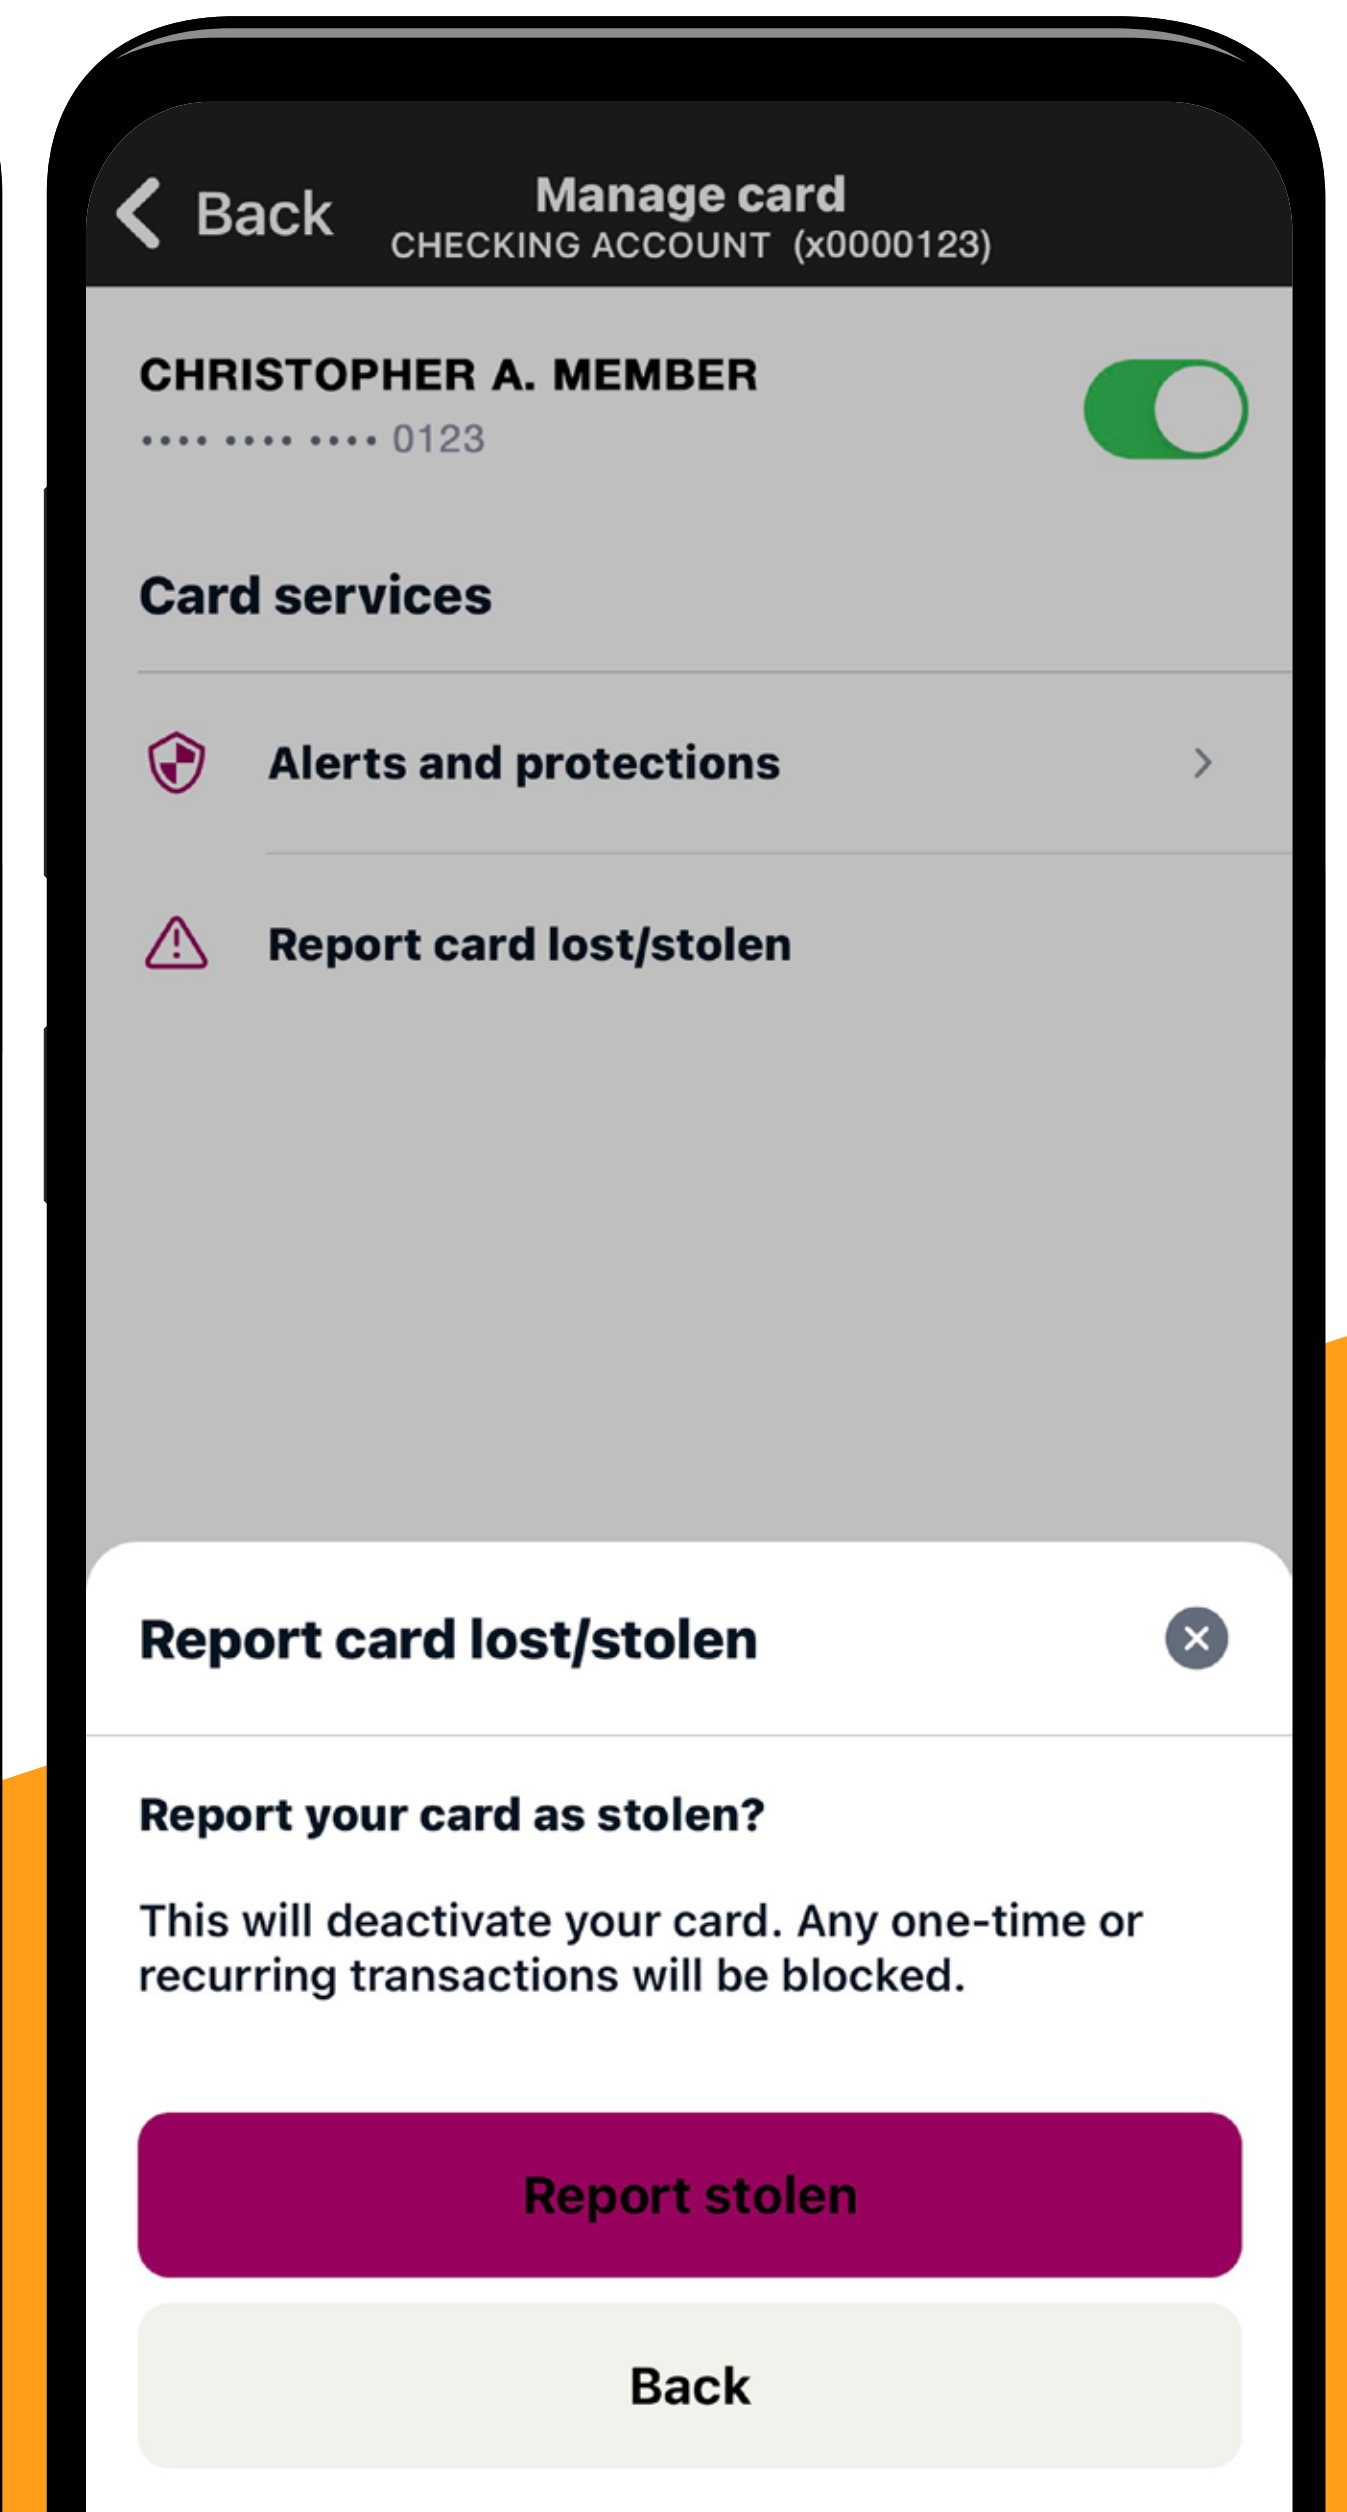 Back
Manage card
CHECKING ACCOUNT (x0000123)
CHRISTOPHER A. MEMBER
•••• •••• •••• 0123
Card services
Alerts and protections
Report card lost/stolen
Report card lost/stolen
Report your card as stolen?
This will deactivate your card. Any one-time or
recurring transactions will be blocked.
Report stolen
Back